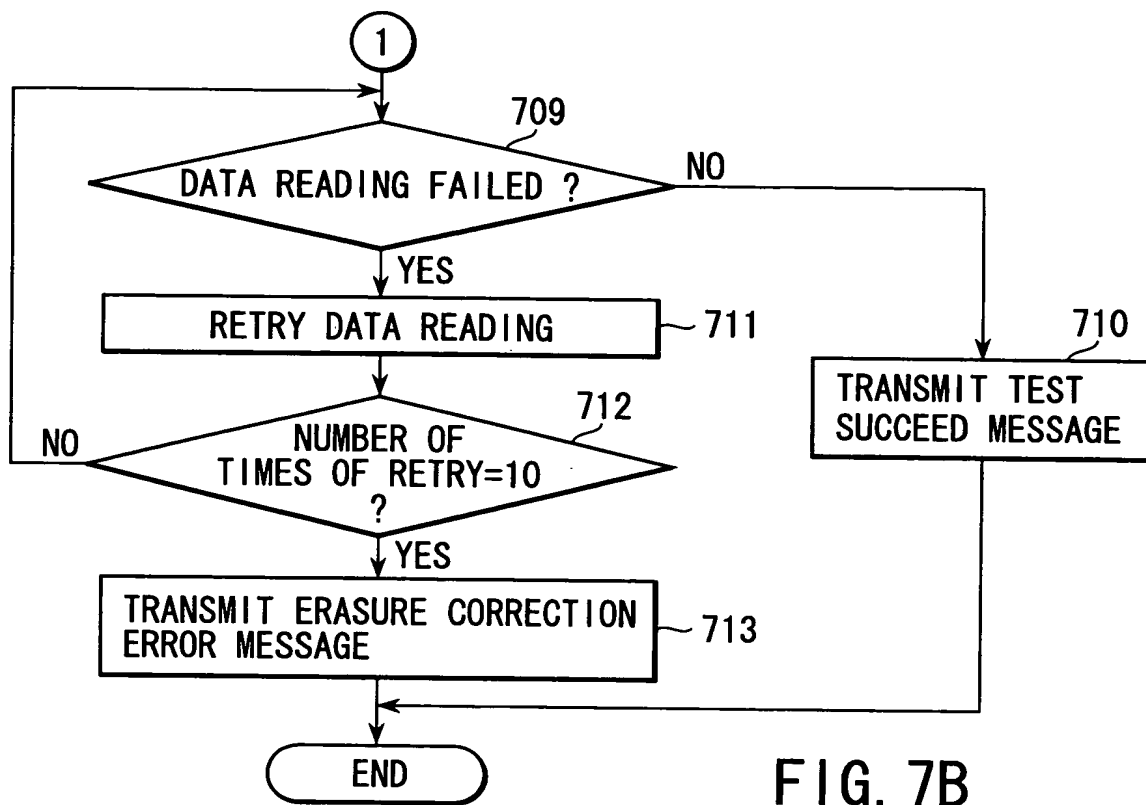 1
709
DATA READING FAILED ?
NO
YES
RETRY DATA READING
711
710
TRANSMIT TEST
SUCCEED MESSAGE
712
NO
NUMBER OF
TIMES OF RETRY=10
?
YES
TRANSMIT ERASURE CORRECTION
ERROR MESSAGE
713
END
FIG. 7B